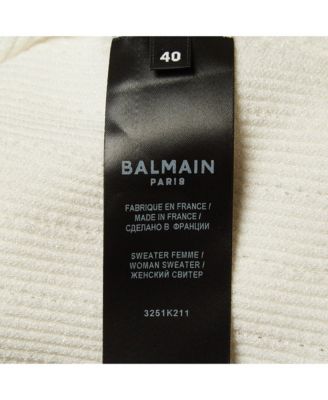 40
BALMAIN
PARIS
FABRIQUE EN FRANCE /
MADE IN FRANCE /
СДЕЛАНО В ФРАНЦИИ
SWEATER FEMME /
WOMAN SWEATER /
ЖЕНСКИЙ СВИТЕР
3251K211